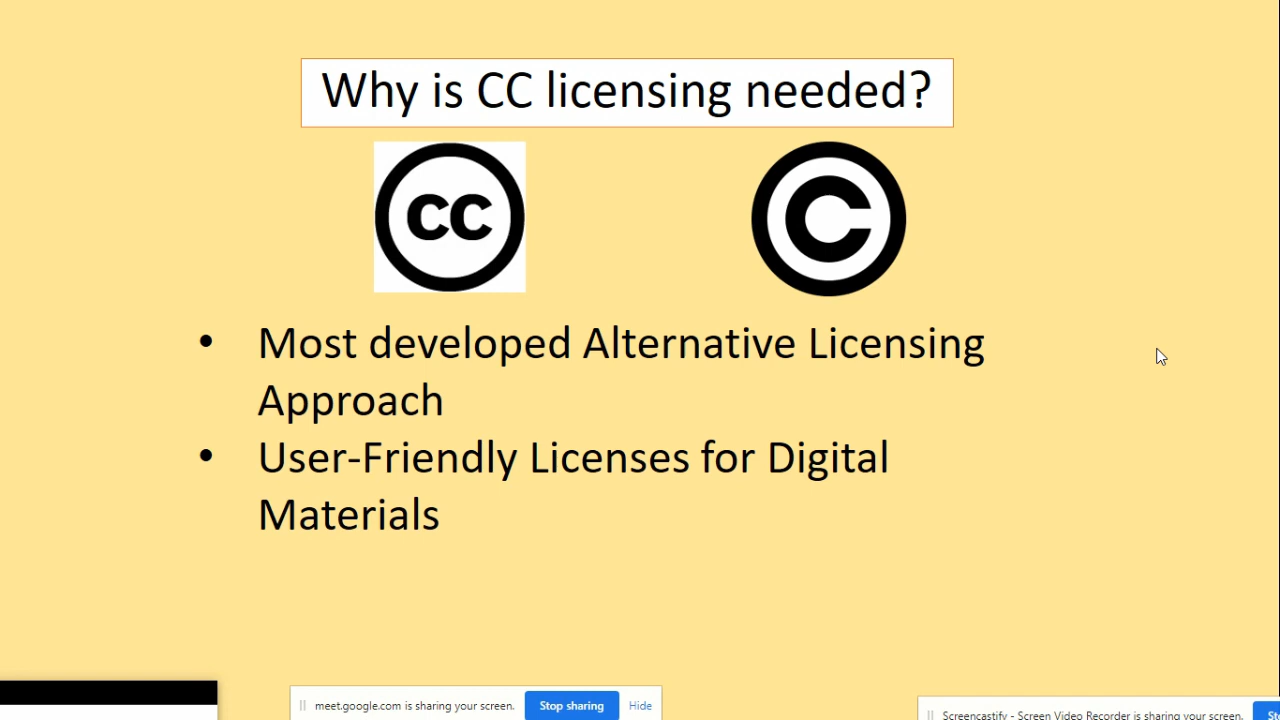 Why is CC licensing needed?
CC
C
• Most developed Alternative Licensing
Approach
• User-Friendly Licenses for Digital
Materials
meet.google.com is sharing your screen. Stop sharing Hide
Screencastify - Screen Video Recorder is sharing your screen.